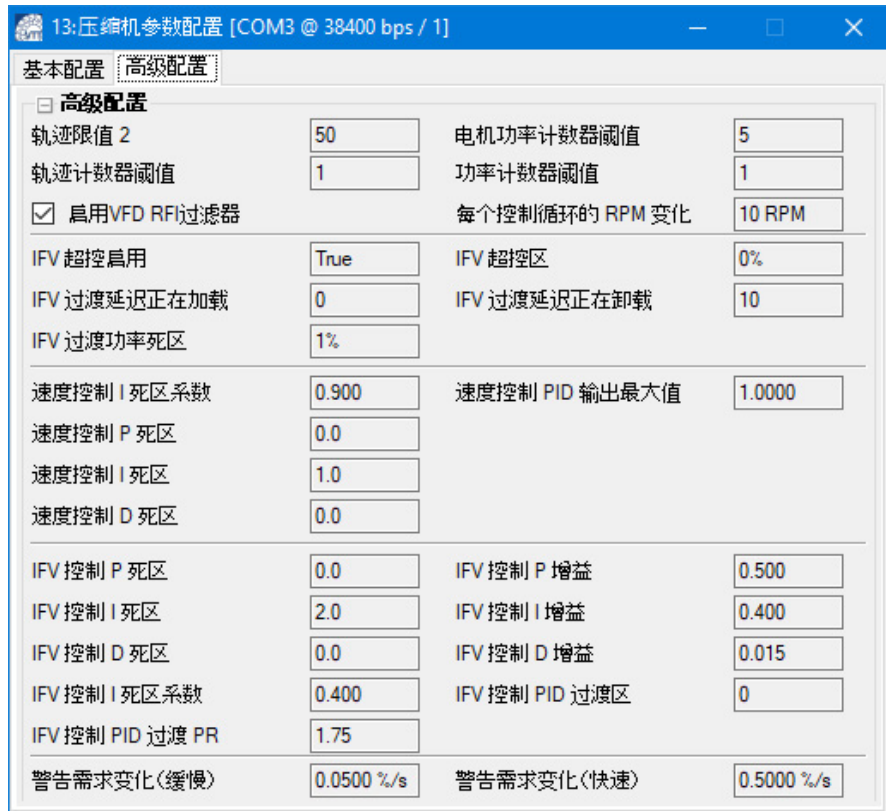 13:压缩机参数配置 [COM3 @ 38400 bps / 1]
基本配置 高级配置
高级配置
轨迹限值 2 50 电机功率计数器阈值 5
轨迹计数器阈值 1 功率计数器阈值 1
启用VFD RFI过滤器 每个控制循环的 RPM 变化 10 RPM
IFV 超控启用 True IFV 超控区 0%
IFV 过渡延迟正在加载 0 IFV 过渡延迟正在卸载 10
IFV 过渡功率死区 1%
速度控制 I 死区系数 0.900 速度控制 PID 输出最大值 1.0000
速度控制 P 死区 0.0
速度控制 I 死区 1.0
速度控制 D 死区 0.0
IFV 控制 P 死区 0.0 IFV 控制 P 增益 0.500
IFV 控制 I 死区 2.0 IFV 控制 I 增益 0.400
IFV 控制 D 死区 0.0 IFV 控制 D 增益 0.015
IFV 控制 I 死区系数 0.400 IFV 控制 PID 过渡区 0
IFV 控制 PID 过渡 PR 1.75
警告需求变化(缓慢) 0.0500 %/s 警告需求变化(快速) 0.5000 %/s